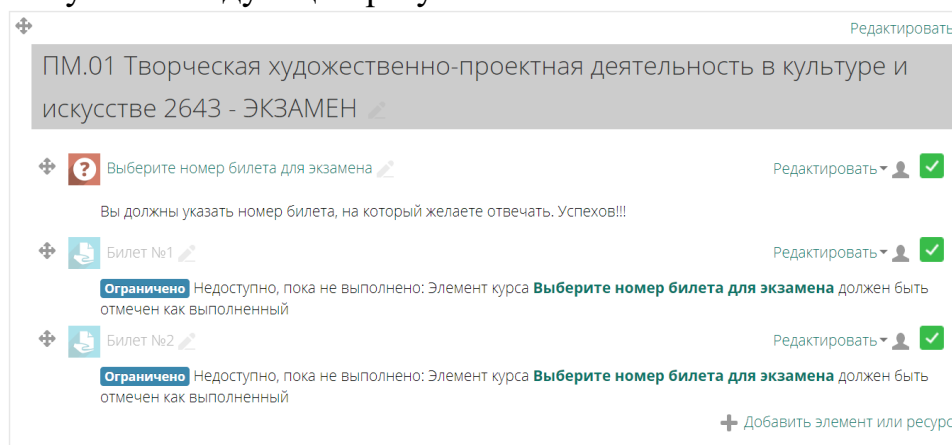 Редактировать
ПМ.01 Творческая художественно-проектная деятельность в культуре и
искусстве 2643 - ЭКЗАМЕН
Выберите номер билета для экзамена
Редактировать
Вы должны указать номер билета, на который желаете отвечать. Успехов!!!
Билет №1
Редактировать
Ограничено Недоступно, пока не выполнено: Элемент курса Выберите номер билета для экзамена должен быть
отмечен как выполненный
Билет №2
Редактировать
Ограничено Недоступно, пока не выполнено: Элемент курса Выберите номер билета для экзамена должен быть
отмечен как выполненный
Добавить элемент или ресурс